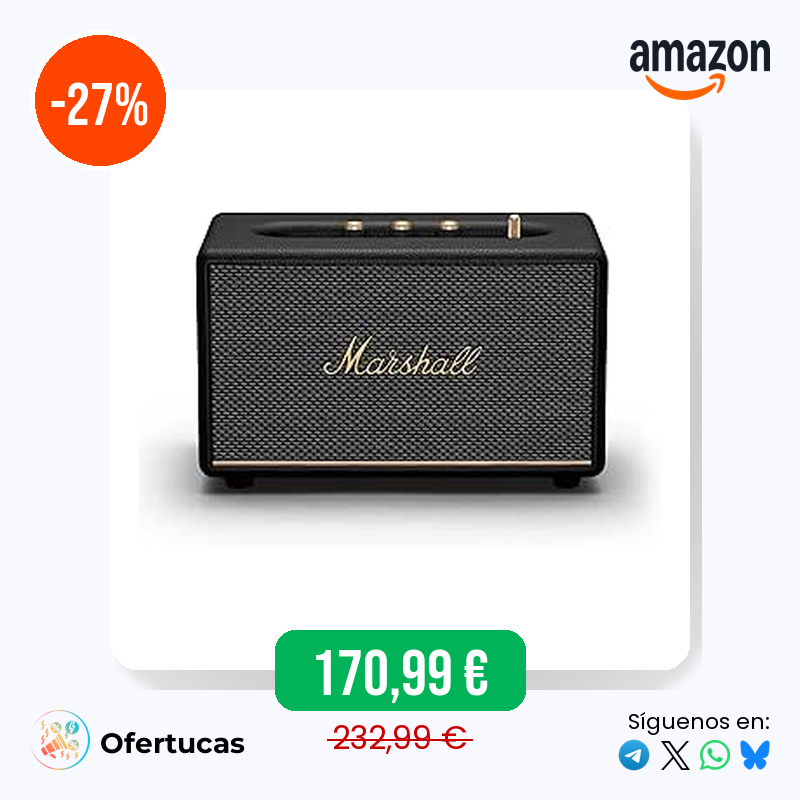 -27%
amazon
Marshall
170,99 €
232,99 €
Ofertucas
Síguenos en: